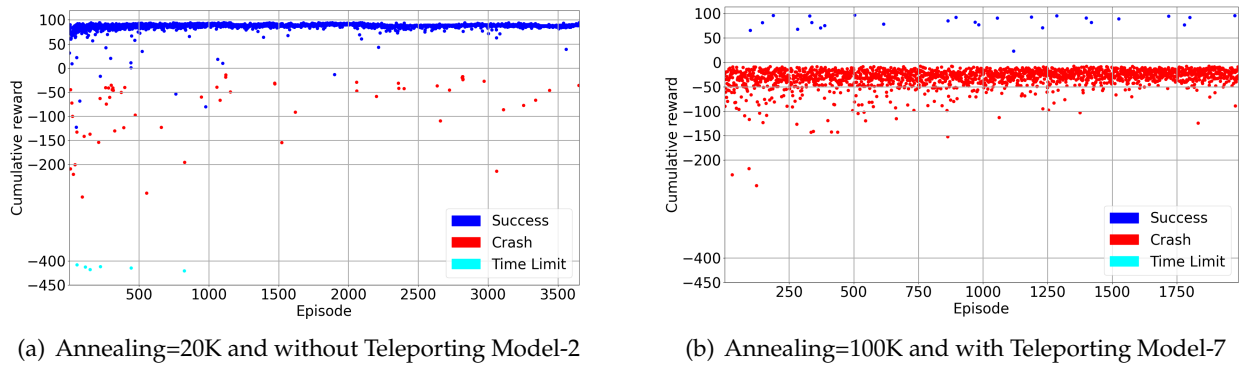 100
50
0
−50
−100
−150
−200
−400
−450
Cumulative reward
500 1000 1500 2000 2500 3000 3500
Episode
Success
Crash
Time Limit
(a) Annealing=20K and without Teleporting Model-2
100
50
0
−50
−100
−150
−200
−400
−450
Cumulative reward
250 500 750 1000 1250 1500 1750
Episode
Success
Crash
Time Limit
(b) Annealing=100K and with Teleporting Model-7